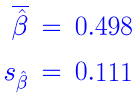 $\overline{\hat{\beta}} = 0.498$
$s_{\hat{\beta}} = 0.111$